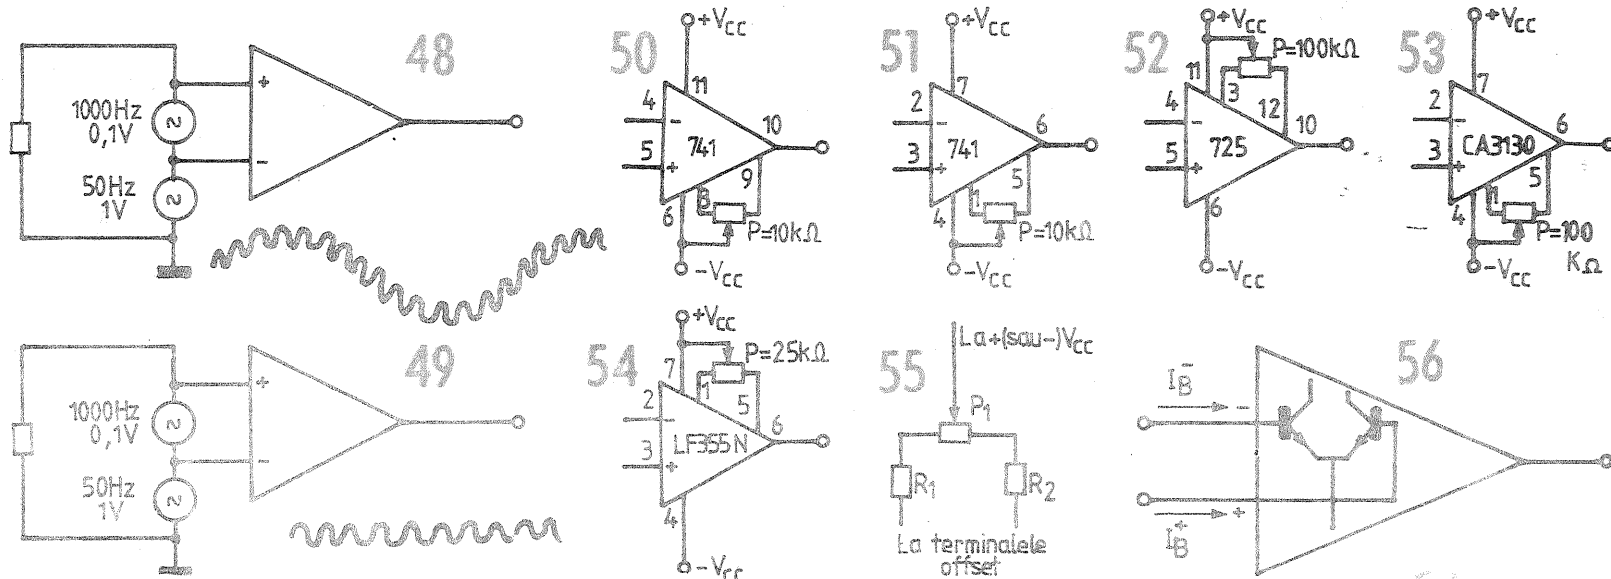 48
1000Hz
0,1V
50Hz
1V
+
-
50
+VCC
11
4
-
741
10
5
+
9
8
6
P=10kΩ
-VCC
51
+VCC
7
2
-
741
6
3
+
5
1
4
P=10kΩ
-VCC
52
+VCC
P=100kΩ
11
3
12
4
-
725
10
5
+
6
-VCC
53
+VCC
7
2
-
CA3130
6
3
+
5
1
4
P=100
KΩ
-VCC
49
1000Hz
0,1V
50Hz
1V
+
-
54
+VCC
P=25kΩ
7
1
5
2
-
6
LF355N
3
+
4
-VCC
55
La+(sau-)VCC
P1
R1
R2
La terminalele
offset
56
IB-
-
IB+
+